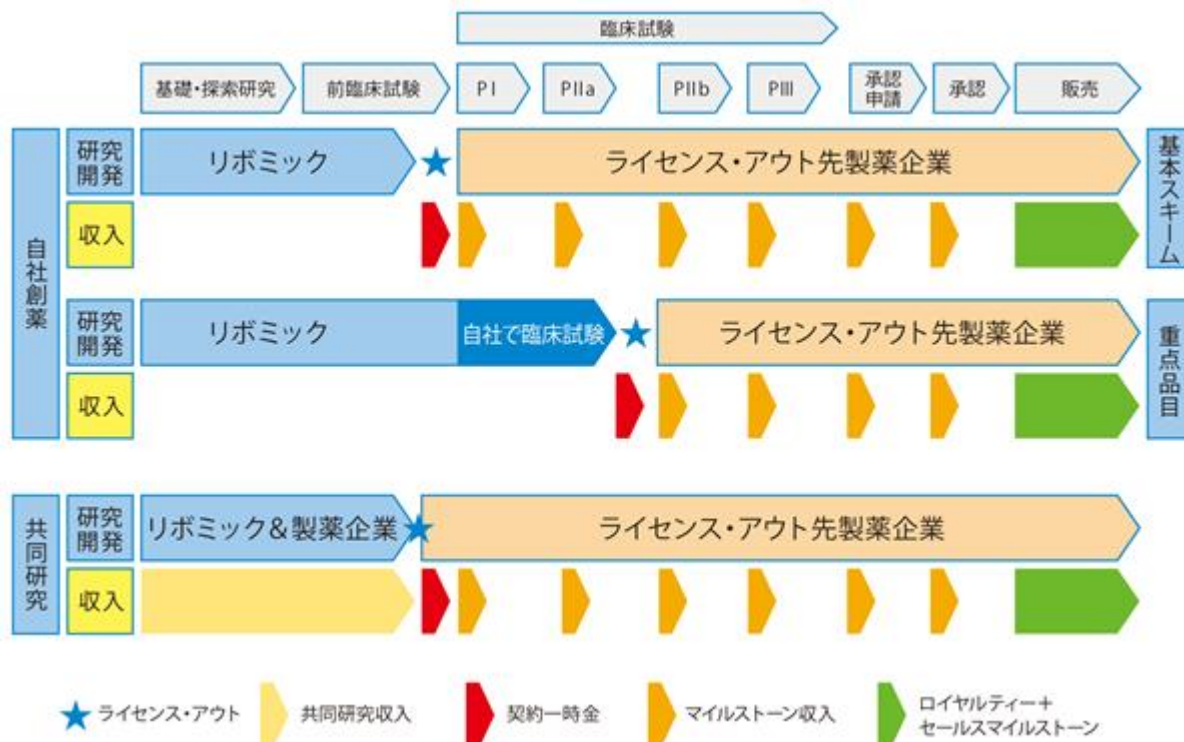 臨床試験
基礎・探索研究
前臨床試験
PI
PIIa
PIIb
PIII
承認
申請
承認
販売
自社創薬
研究
開発
リボミック
ライセンス・アウト先製薬企業
基本スキーム
収入
研究
開発
リボミック
自社で臨床試験
ライセンス・アウト先製薬企業
重点品目
収入
共同研究
研究
開発
リボミック&製薬企業
ライセンス・アウト先製薬企業
収入
ライセンス・アウト
共同研究収入
契約一時金
マイルストーン収入
ロイヤルティー+
セールスマイルストーン